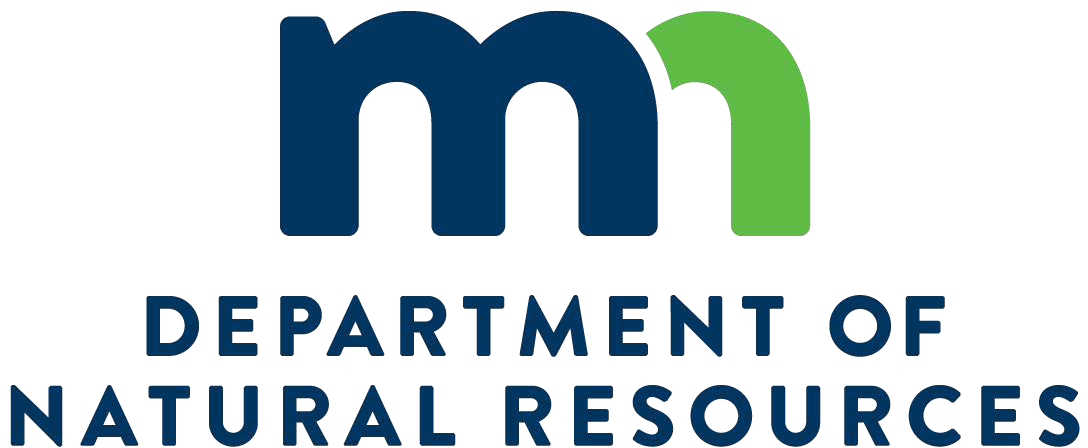 mn
DEPARTMENT OF
NATURAL RESOURCES